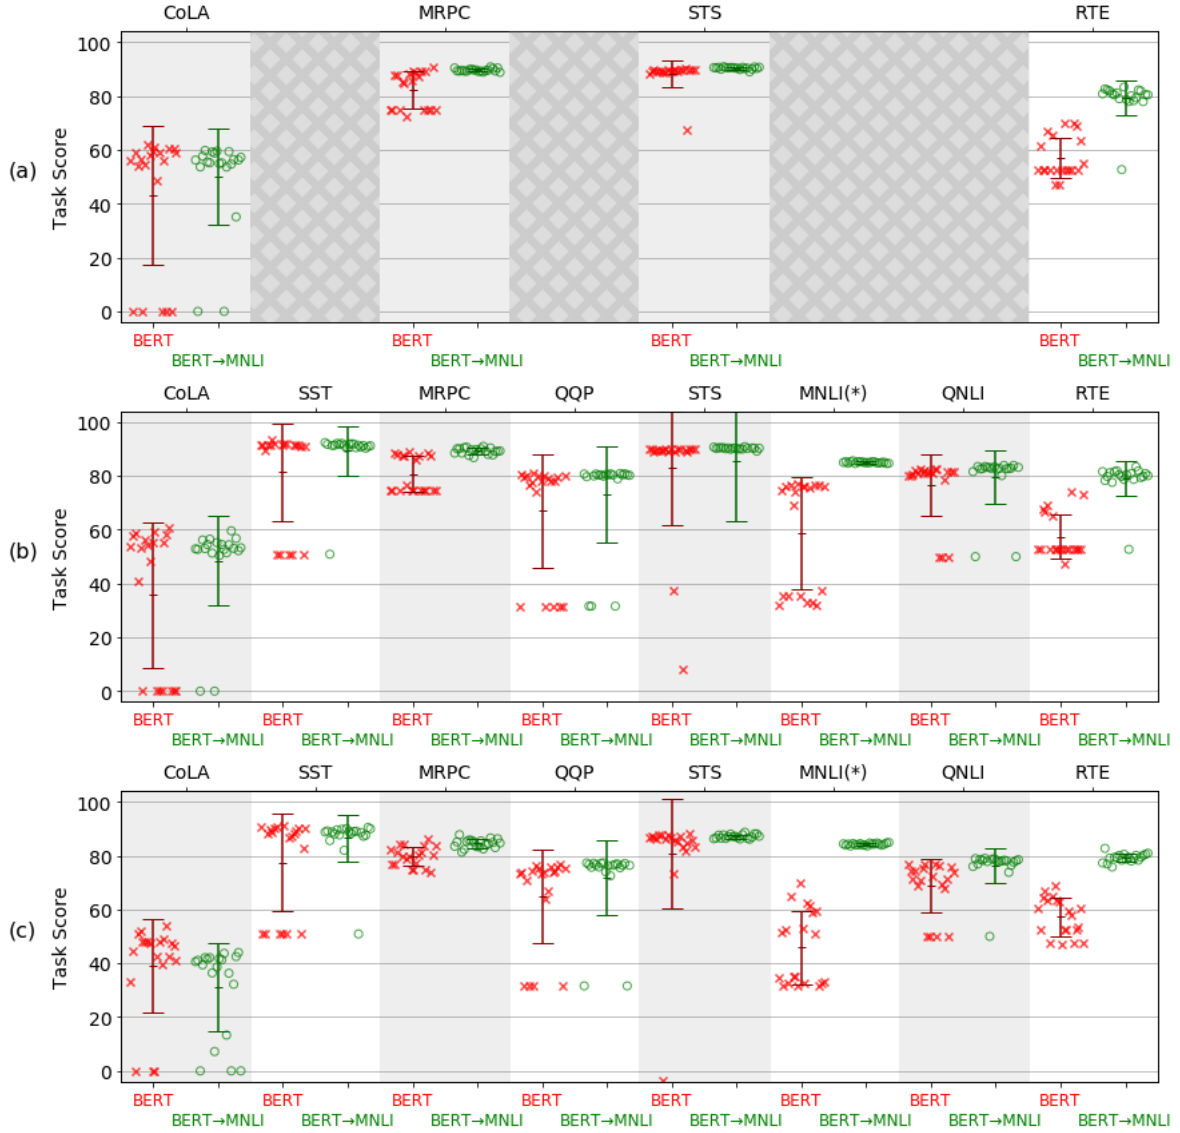 CoLA MRPC STS RTE
100
80
60
(a) Task Score
40
20
0
BERT BERT BERT BERT
BERT→MNLI BERT→MNLI BERT→MNLI BERT→MNLI
CoLA SST MRPC QQP STS MNLI(*) QNLI RTE
100
80
60
(b) Task Score
40
20
0
BERT BERT BERT BERT BERT BERT BERT BERT
BERT→MNLI BERT→MNLI BERT→MNLI BERT→MNLI BERT→MNLI BERT→MNLI BERT→MNLI BERT→MNLI
CoLA SST MRPC QQP STS MNLI(*) QNLI RTE
100
80
60
(c) Task Score
40
20
0
BERT BERT BERT BERT BERT BERT BERT BERT
BERT→MNLI BERT→MNLI BERT→MNLI BERT→MNLI BERT→MNLI BERT→MNLI BERT→MNLI BERT→MNLI